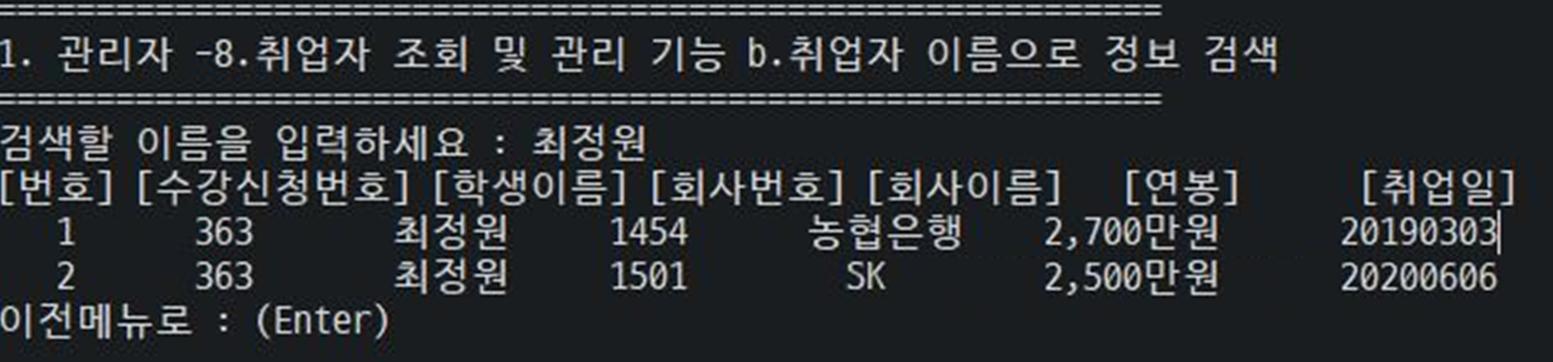 ============================================================
1. 관리자 -8.취업자 조회 및 관리 기능 b.취업자 이름으로 정보 검색
============================================================
검색할 이름을 입력하세요 : 최정원
[번호] [수강신청번호] [학생이름] [회사번호] [회사이름] [연봉] [취업일]
1 363 최정원 1454 농협은행 2,700만원 20190303
2 363 최정원 1501 SK 2,500만원 20200606
이전메뉴로 : (Enter)